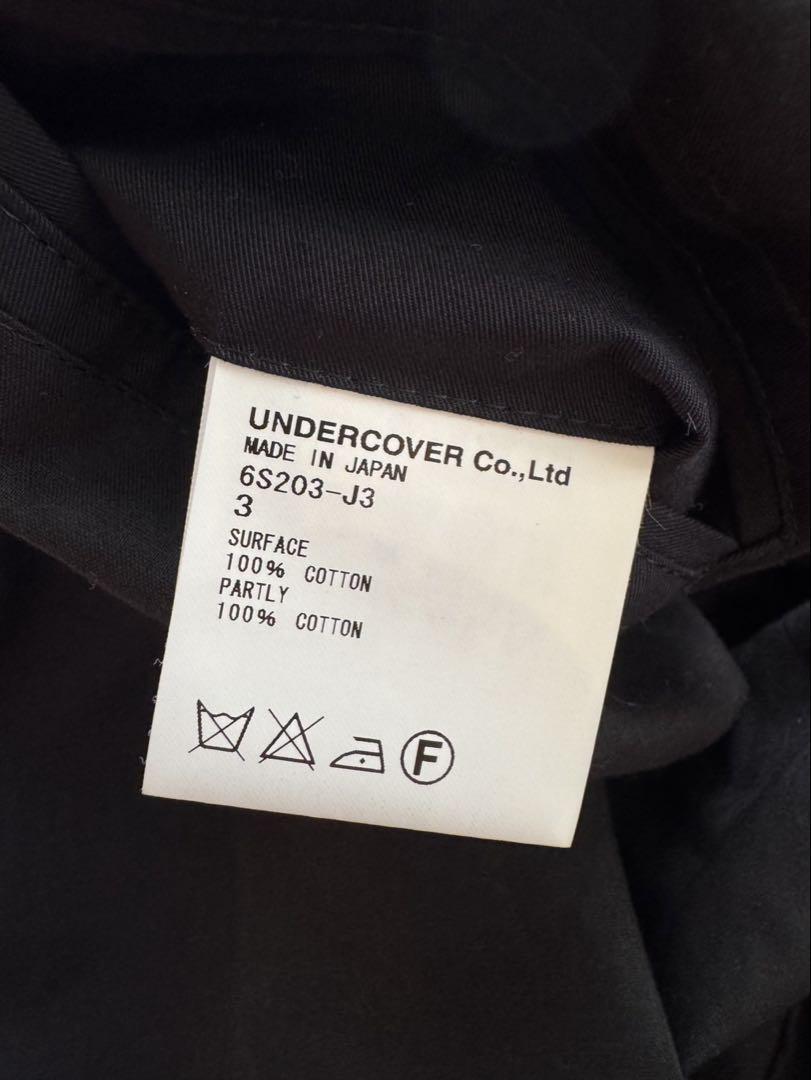 UNDERCOVER Co.,Ltd
MADE IN JAPAN
6S203-J3
3
SURFACE
100% COTTON
PARTLY
100% COTTON
F